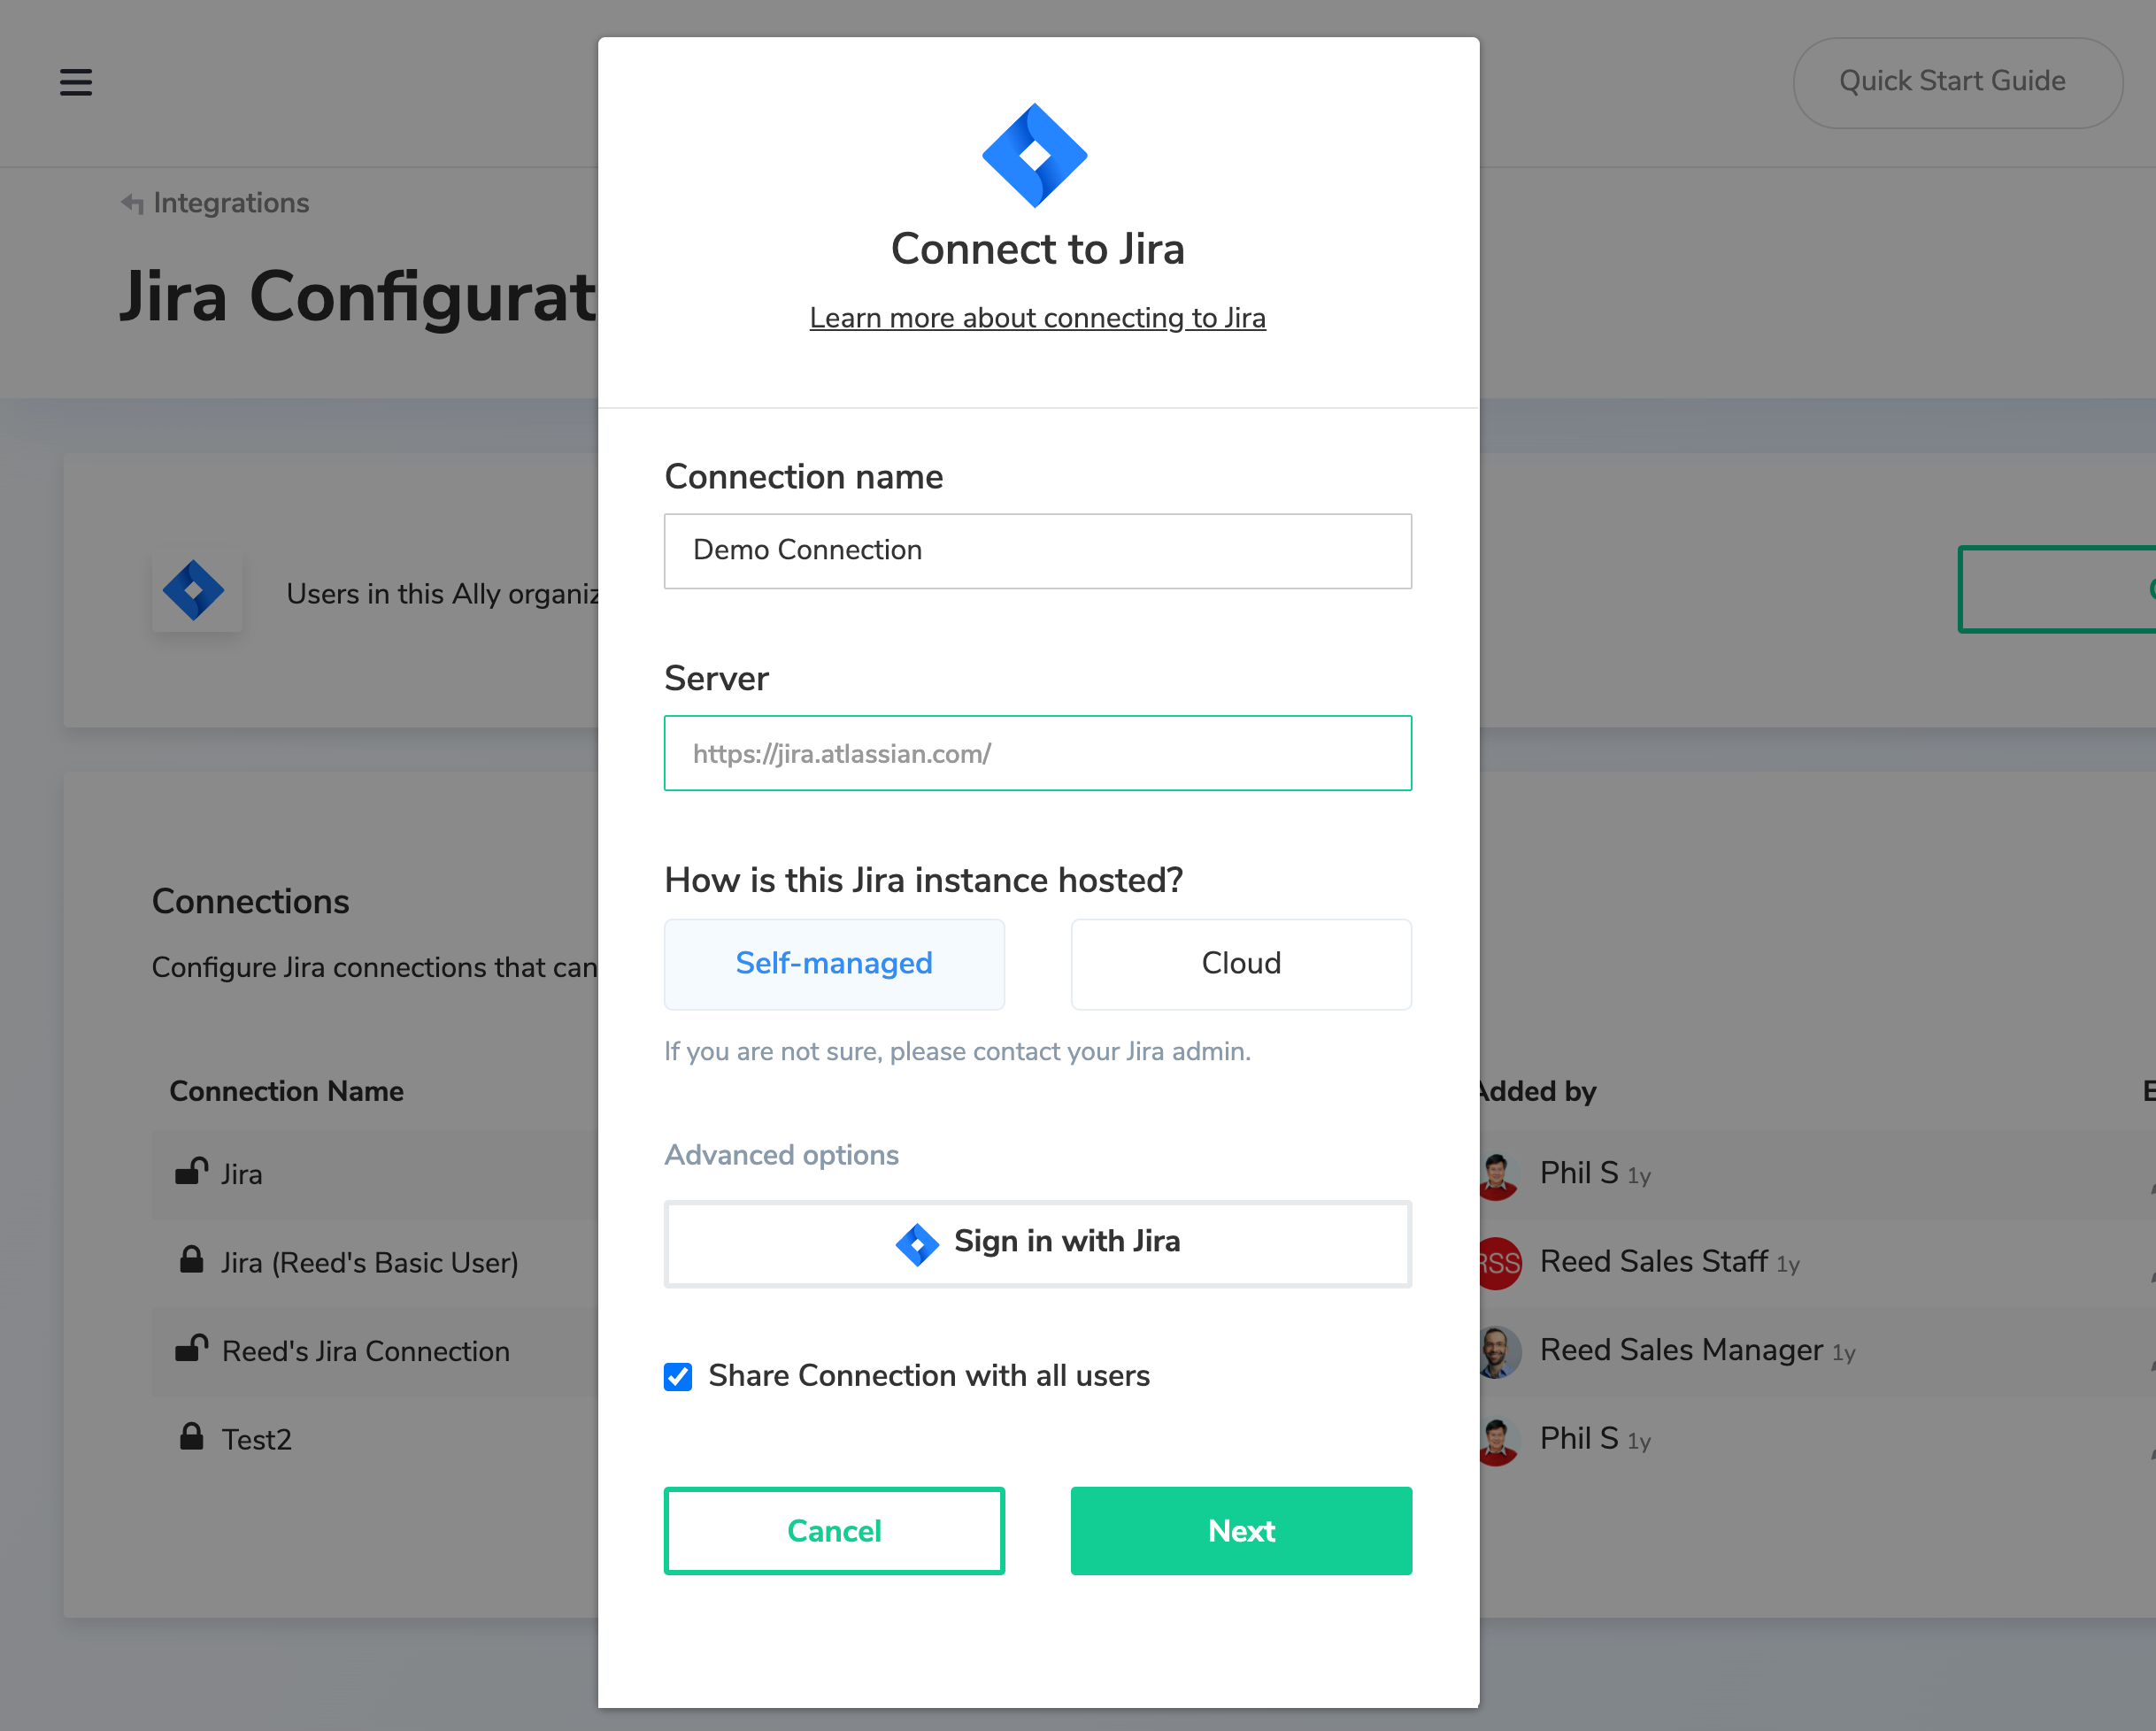 Quick Start Guide
Integrations
Jira Configurat
Users in this Ally organiz
Connections
Configure Jira connections that can
Connection Name
Added by
Jira
Phil S 1y
Jira (Reed's Basic User)
RSS
Reed Sales Staff 1y
Reed's Jira Connection
Reed Sales Manager 1y
Test2
Phil S 1y
Connect to Jira
Learn more about connecting to Jira
Connection name
Demo Connection
Server
https://jira.atlassian.com/
How is this Jira instance hosted?
Self-managed
Cloud
If you are not sure, please contact your Jira admin.
Advanced options
Sign in with Jira
Share Connection with all users
Cancel
Next